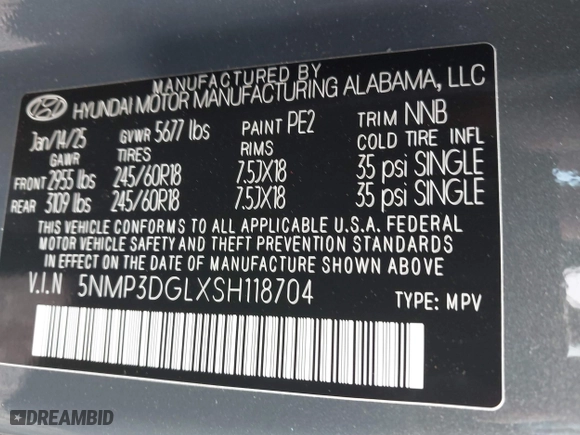 MANUFACTURED BY
HYUNDAI MOTOR MANUFACTURING ALABAMA, LLC
Jan/14/25 GVWR 5677 lbs PAINT PE2 TRIM NNB
GAWR TIRES RIMS COLD TIRE INFL
FRONT 2955 lbs 245/60R18 7.5JX18 35 psi SINGLE
REAR 3109 lbs 245/60R18 7.5JX18 35 psi SINGLE
THIS VEHICLE CONFORMS TO ALL APPLICABLE U.S.A. FEDERAL
MOTOR VEHICLE SAFETY AND THEFT PREVENTION STANDARDS
IN EFFECT ON THE DATE OF MANUFACTURE SHOWN ABOVE.
V.I.N 5NMP3DGLXSH118704 TYPE: MPV
DREAMBID